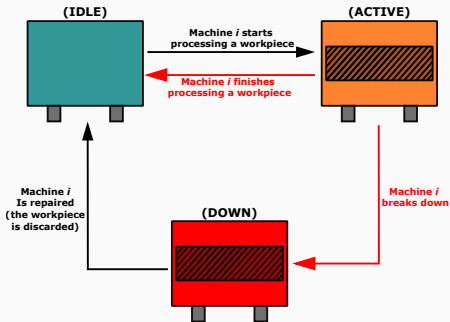 (IDLE)
(ACTIVE)
Machine i starts
processing a workpiece
Machine i finishes
processing a workpiece
Machine i
Is repaired
(the workpiece
is discarded)
(DOWN)
Machine i
breaks down